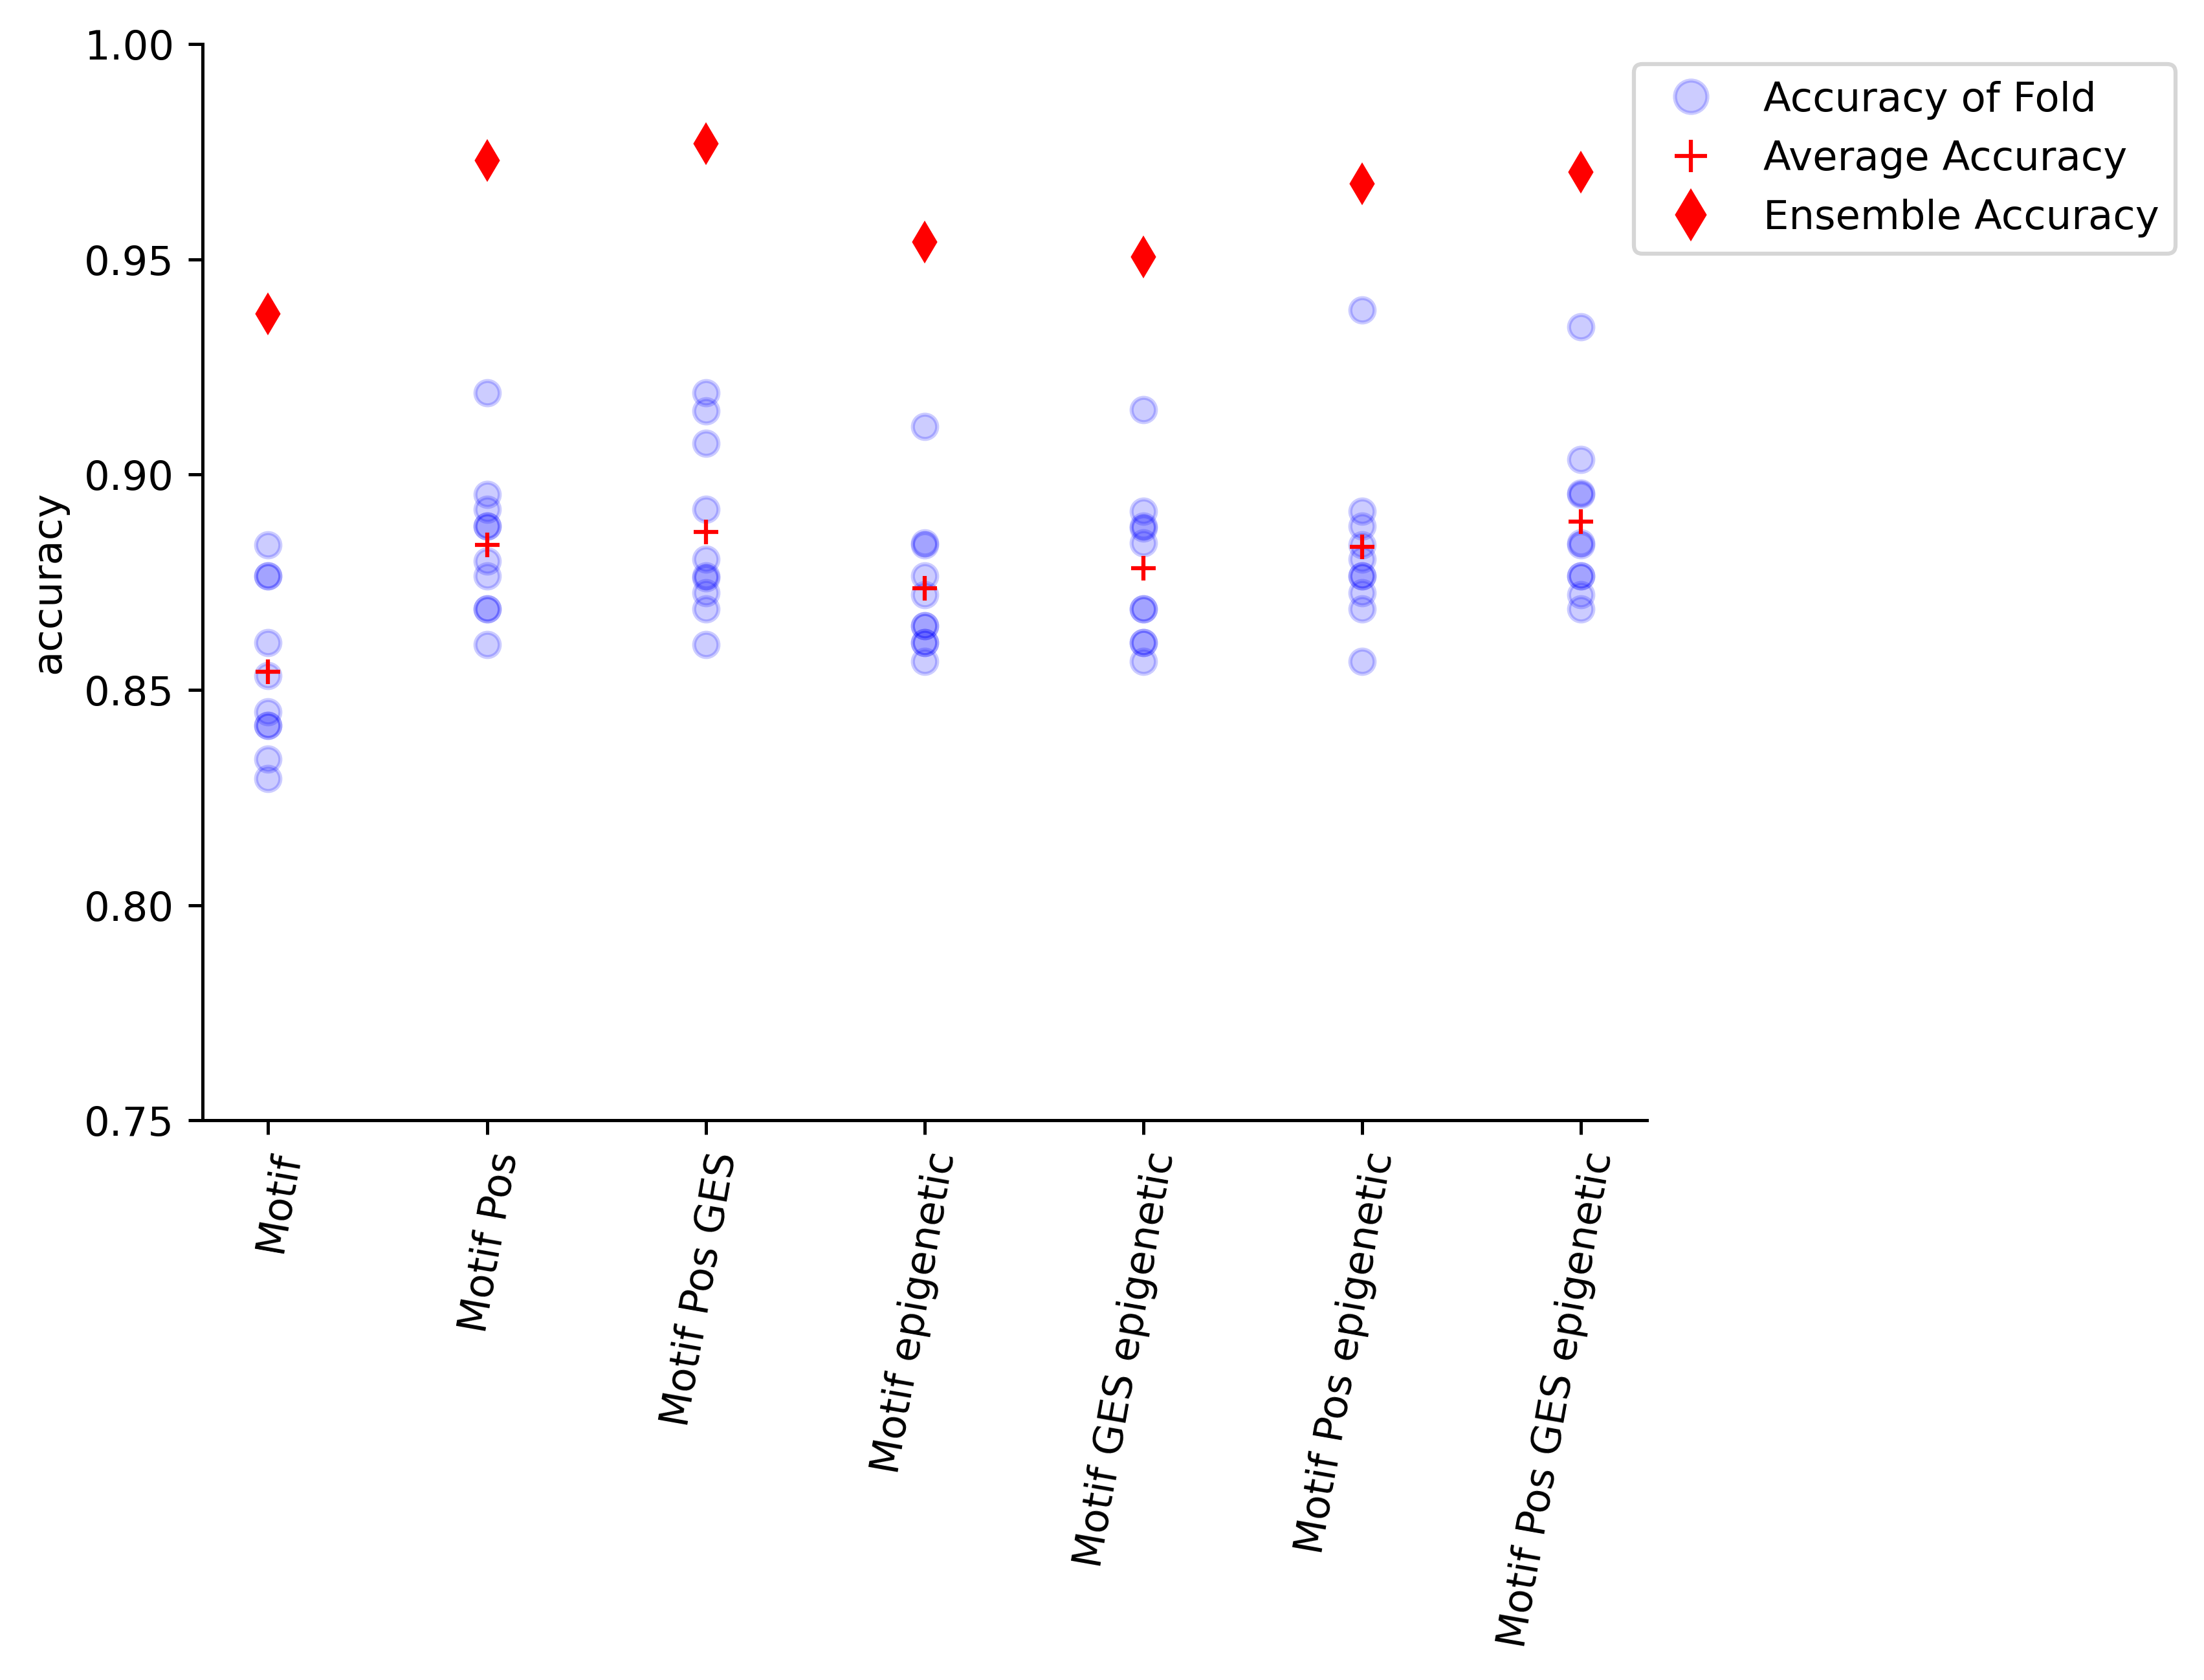 1.00
0.95
0.90
0.85
0.80
0.75
accuracy
Accuracy of Fold
Average Accuracy
Ensemble Accuracy
Motif
Motif Pos
Motif Pos GES
Motif epigenetic
Motif GES epigenetic
Motif Pos epigenetic
Motif Pos GES epigenetic